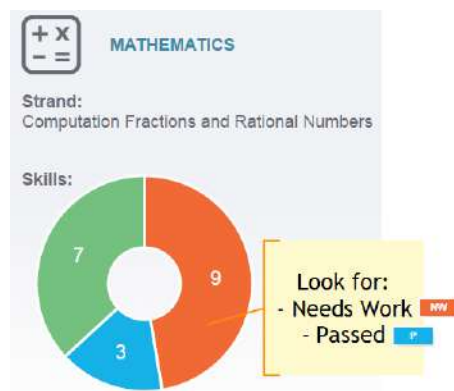 + x
- =
MATHEMATICS
Strand:
Computation Fractions and Rational Numbers
Skills:
7
9
3
Look for:
- Needs Work NW
- Passed P